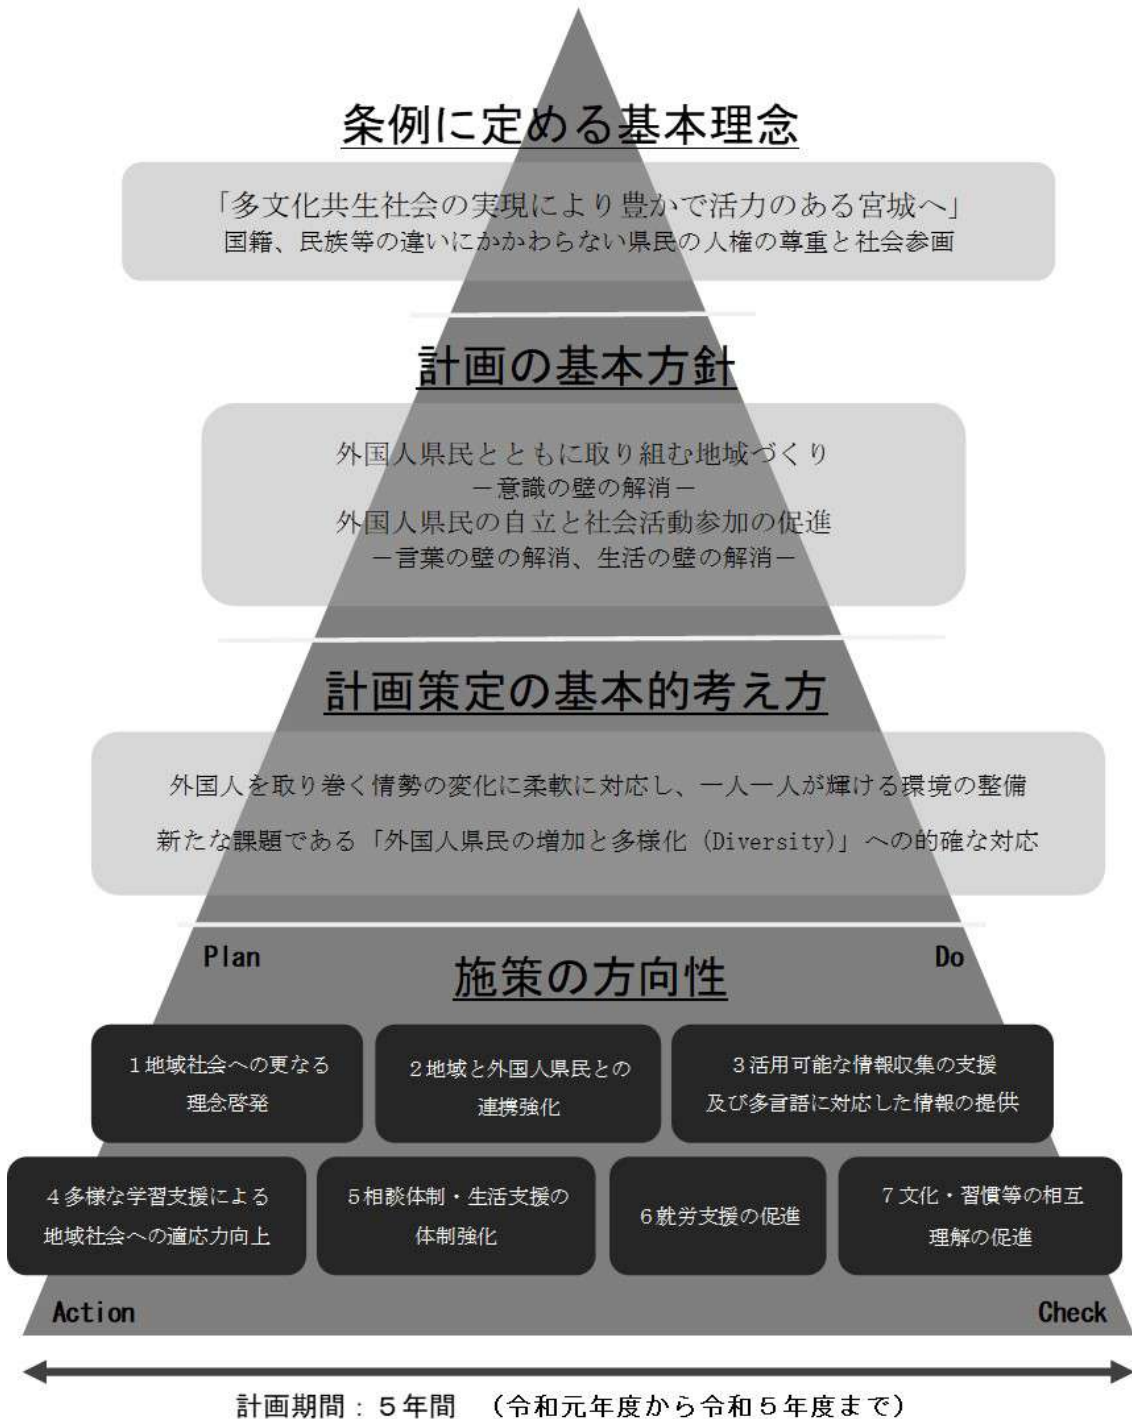 条例に定める基本理念
「多文化共生社会の実現により豊かで活力のある宮城へ」
国籍、民族等の違いにかかわらない県民の人権の尊重と社会参画
計画の基本方針
外国人県民とともに取り組む地域づくり
－意識の壁の解消－
外国人県民の自立と社会活動参加の促進
－言葉の壁の解消、生活の壁の解消－
計画策定の基本的考え方
外国人を取り巻く情勢の変化に柔軟に対応し、一人一人が輝ける環境の整備
新たな課題である「外国人県民の増加と多様化（Diversity）」への的確な対応
Plan
Do
施策の方向性
１地域社会への更なる
理念啓発
２地域と外国人県民との
連携強化
３活用可能な情報収集の支援
及び多言語に対応した情報の提供
４多様な学習支援による
地域社会への適応力向上
５相談体制・生活支援の
体制強化
６就労支援の促進
７文化・習慣等の相互
理解の促進
Action
Check
計画期間：５年間　（令和元年度から令和５年度まで）